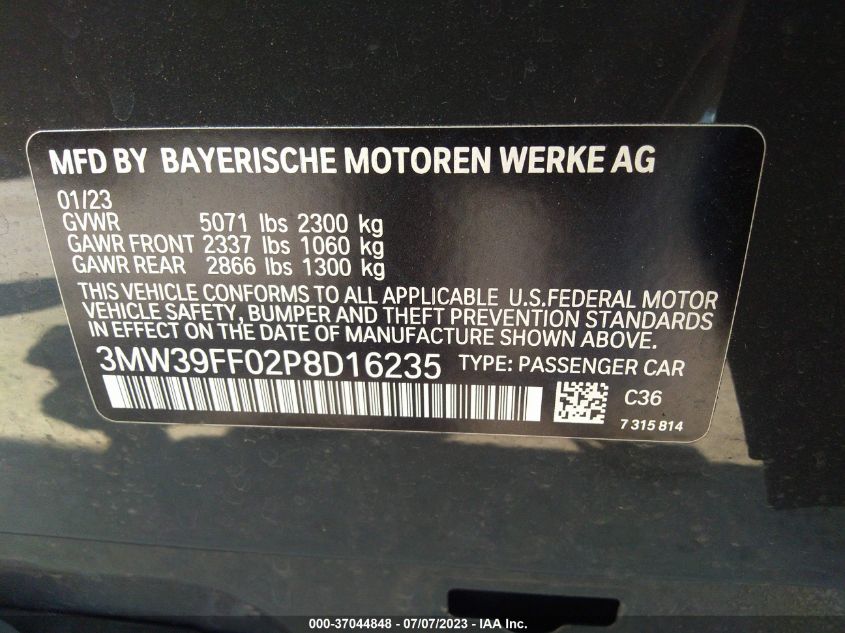 MFD BY BAYERISCHE MOTOREN WERKE AG
01/23
GVWR 5071 lbs 2300 kg
GAWR FRONT 2337 lbs 1060 kg
GAWR REAR 2866 lbs 1300 kg
THIS VEHICLE CONFORMS TO ALL APPLICABLE U.S.FEDERAL MOTOR
VEHICLE SAFETY, BUMPER AND THEFT PREVENTION STANDARDS
IN EFFECT ON THE DATE OF MANUFACTURE SHOWN ABOVE.
3MW39FF02P8D16235 TYPE: PASSENGER CAR
C36
7 315 814
000-37044848 - 07/07/2023 - IAA Inc.